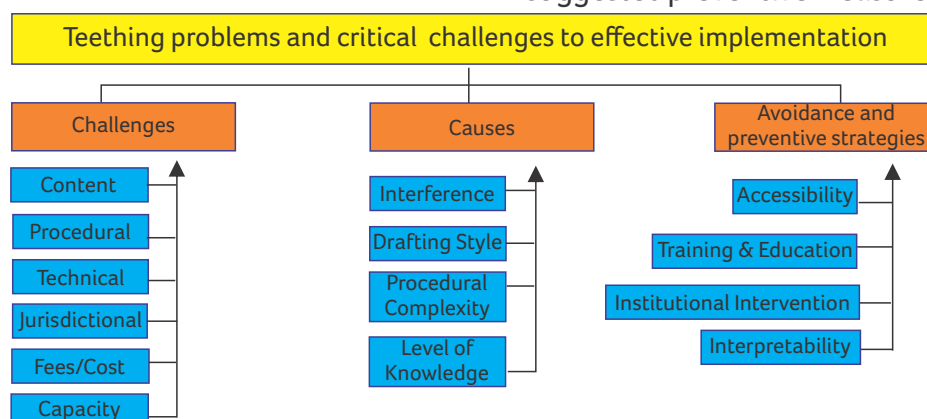 Teething problems and critical challenges to effective implementation
Challenges
Content
Procedural
Technical
Jurisdictional
Fees/Cost
Capacity
Causes
Interference
Drafting Style
Procedural
Complexity
Level of
Knowledge
Avoidance and
preventive strategies
Accessibility
Training & Education
Institutional Intervention
Interpretability